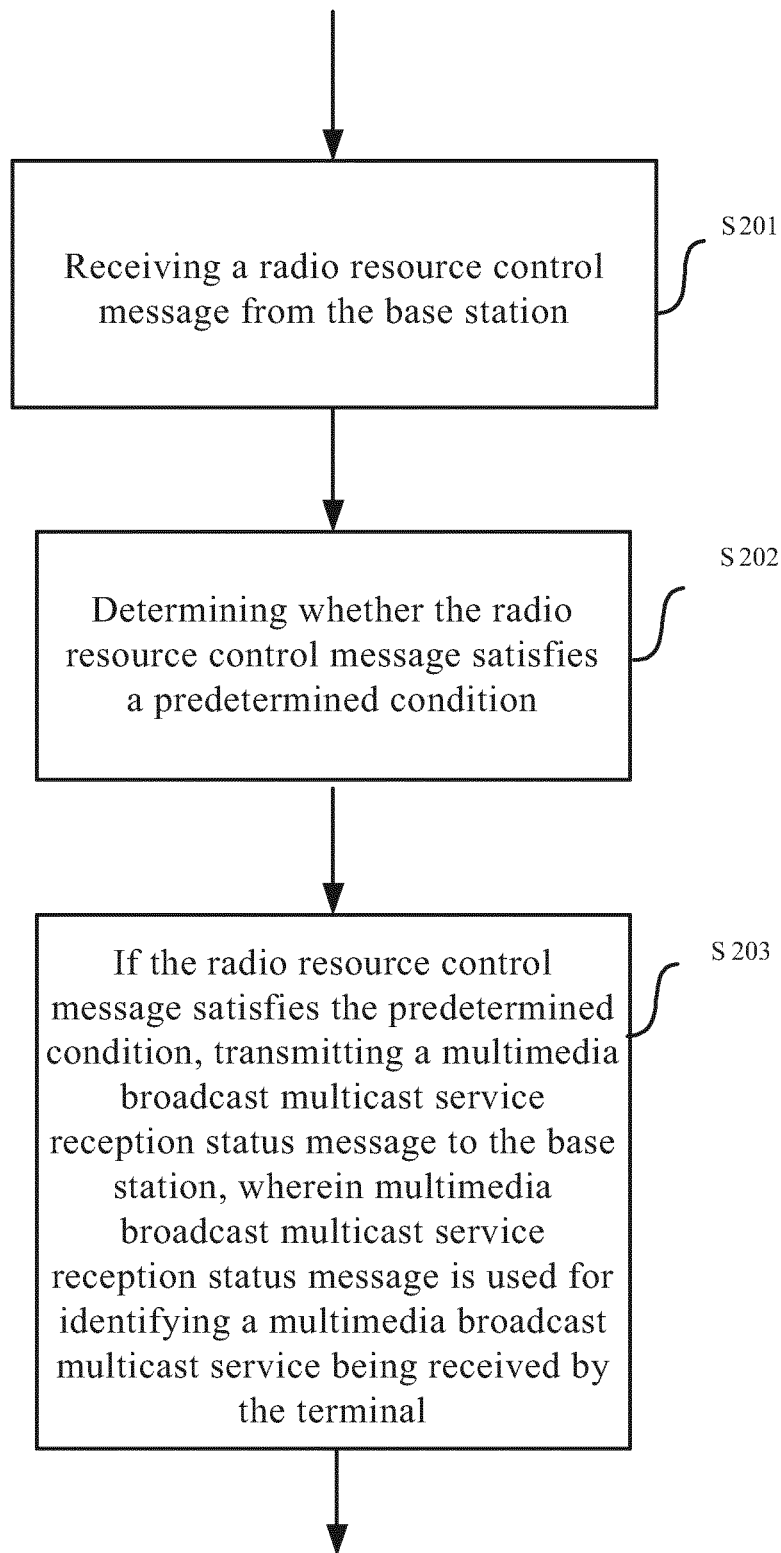 S201
Receiving a radio resource control
message from the base station
S202
Determining whether the radio
resource control message satisfies
a predetermined condition
S203
If the radio resource control
message satisfies the predetermined
condition, transmitting a multimedia
broadcast multicast service
reception status message to the base
station, wherein multimedia
broadcast multicast service
reception status message is used for
identifying a multimedia broadcast
multicast service being received by
the terminal